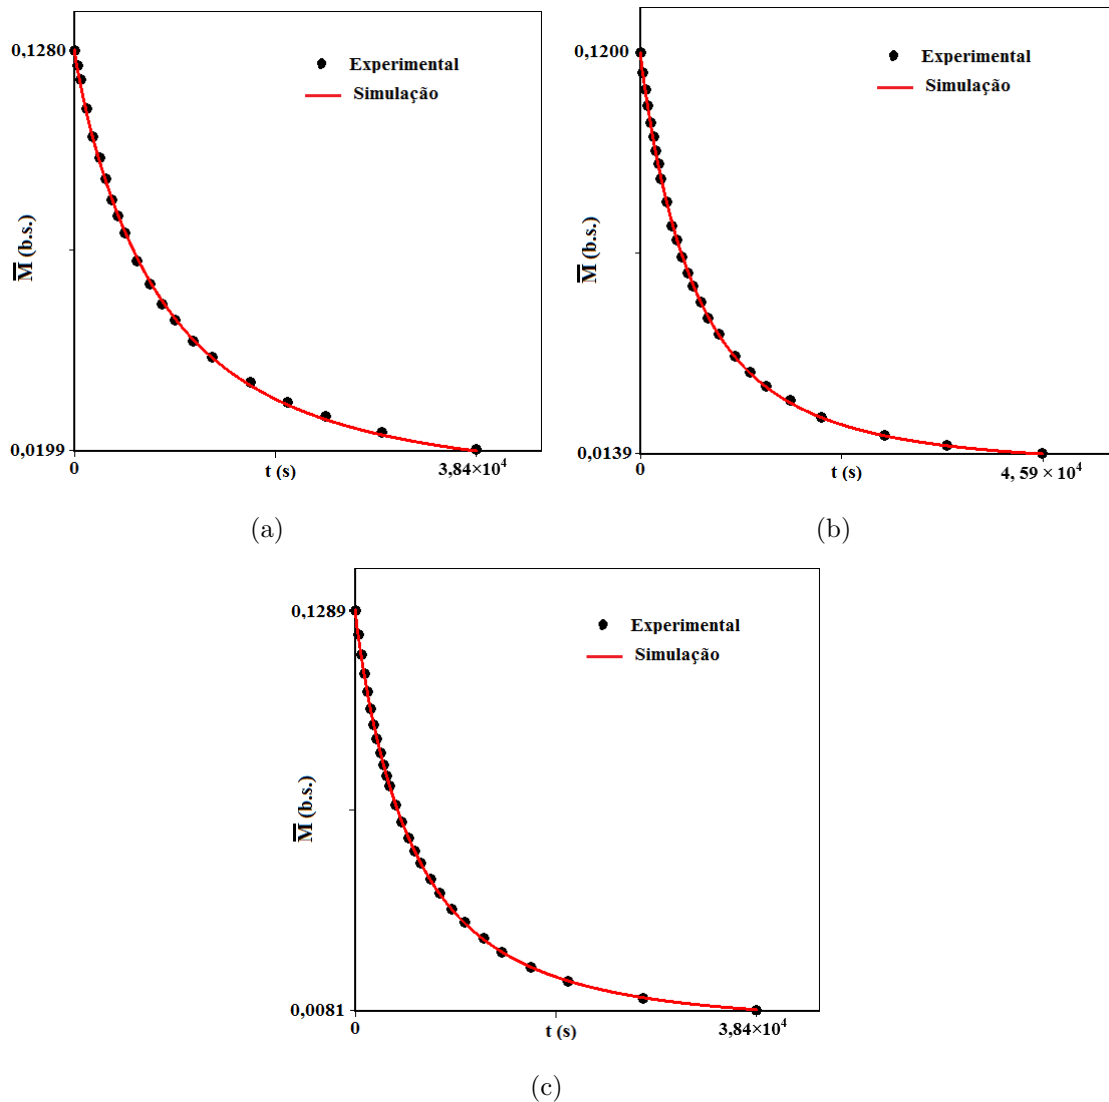 0,1280
Experimental
Simulação
M̅ (b.s.)
0,0199
0
t (s)
3,84×10⁴
(a)
0,1200
Experimental
Simulação
M̅ (b.s.)
0,0139
0
t (s)
4, 59 × 10⁴
(b)
0,1289
Experimental
Simulação
M̅ (b.s.)
0,0081
0
t (s)
3,84×10⁴
(c)